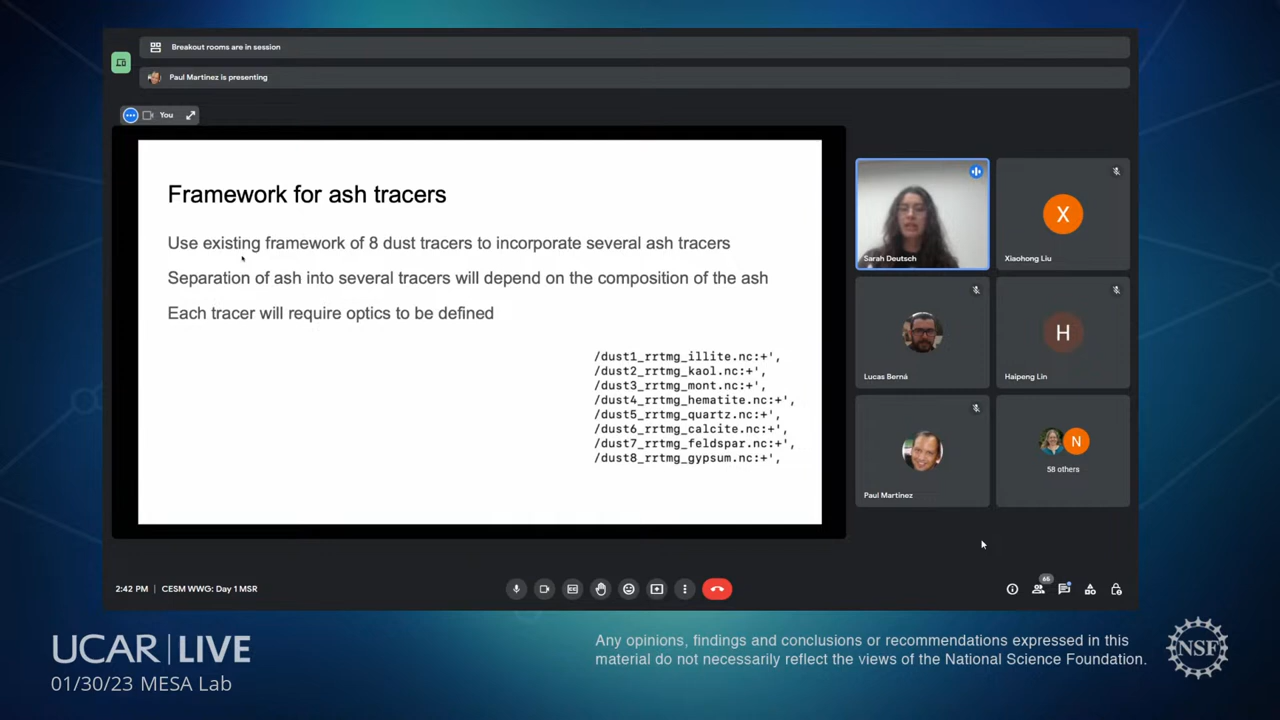 Breakout rooms are in session
Paul Martinez is presenting
You
Framework for ash tracers
Use existing framework of 8 dust tracers to incorporate several ash tracers
Separation of ash into several tracers will depend on the composition of the ash
Each tracer will require optics to be defined
/dust1_rrtmg_illite.nc:+',
/dust2_rrtmg_kaol.nc:+',
/dust3_rrtmg_mont.nc:+',
/dust4_rrtmg_hematite.nc:+',
/dust5_rrtmg_quartz.nc:+',
/dust6_rrtmg_calcite.nc:+',
/dust7_rrtmg_feldspar.nc:+',
/dust8_rrtmg_gypsum.nc:+',
Sarah Deutsch
X
Xiaohong Liu
Lucas Berná
H
Haipeng Lin
Paul Martinez
N
58 others
2:42 PM | CESM WWG: Day 1 MSR
65
UCAR | LIVE
01/30/23 MESA Lab
Any opinions, findings and conclusions or recommendations expressed in this
material do not necessarily reflect the views of the National Science Foundation.
NSF